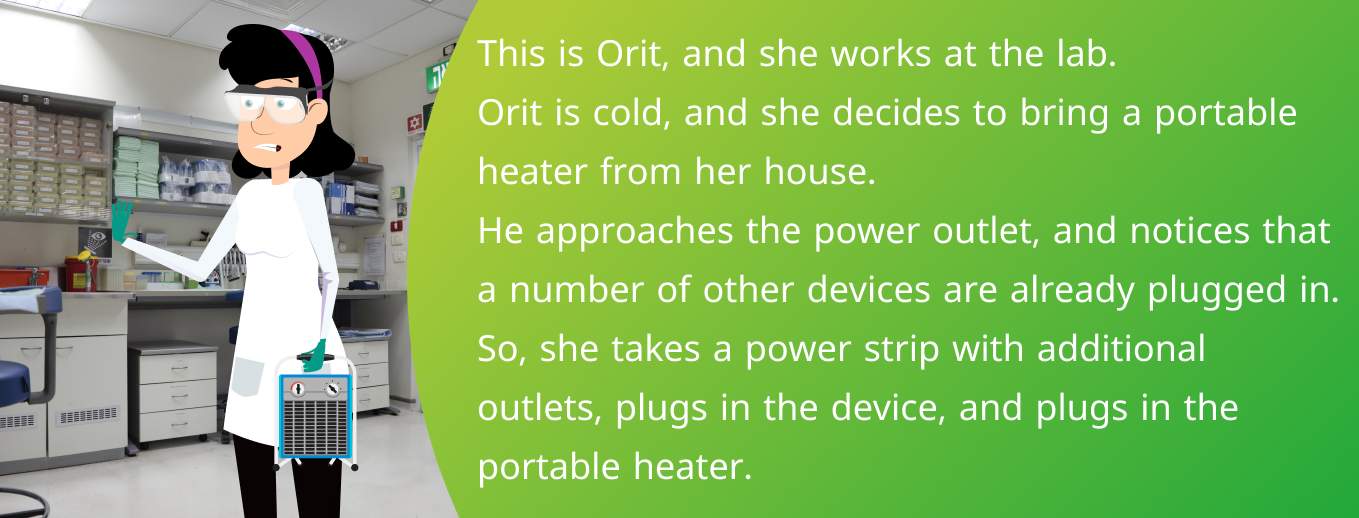 This is Orit, and she works at the lab.
Orit is cold, and she decides to bring a portable
heater from her house.
He approaches the power outlet, and notices that
a number of other devices are already plugged in.
So, she takes a power strip with additional
outlets, plugs in the device, and plugs in the
portable heater.